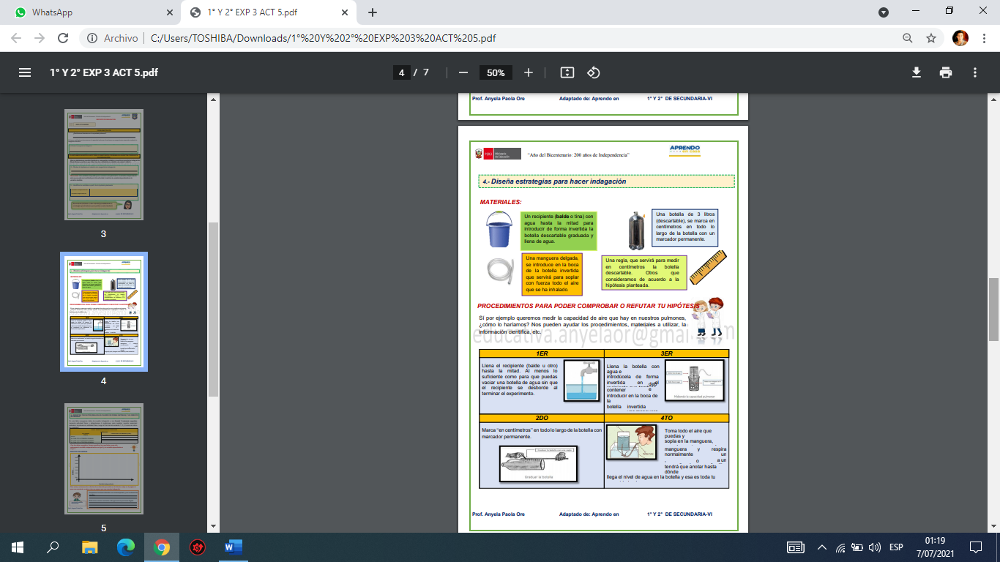 WhatsApp
1° Y 2° EXP 3 ACT 5.pdf
Archivo
C:/Users/TOSHIBA/Downloads/1°%20Y%202°%20EXP%203%20ACT%205.pdf
1° Y 2° EXP 3 ACT 5.pdf
4 / 7
50%
3
4
5
Prof. Anyela Paola Ore Adaptado de: Aprendo en 1° Y 2° DE SECUNDARIA-VI
PERÚ Ministerio de Educación
"Año del Bicentenario: 200 años de Independencia"
APRENDO
en casa
4.- Diseña estrategias para hacer indagación
MATERIALES:
Un recipiente (balde o tina) con
agua hasta la mitad para
introducir de forma invertida la
botella descartable graduada y
llena de agua.
Una botella de 3 litros
(descartable), se marca en
centímetros en todo lo
largo de la botella con un
marcador permanente.
Una manguera delgada,
se introduce en la boca
de la botella invertida
que servirá para soplar
con fuerza todo el aire
que se ha inhalado.
Una regla, que servirá para medir
en centímetros la botella
descartable. Otros que
consideramos de acuerdo a la
hipótesis planteada.
PROCEDIMIENTOS PARA PODER COMPROBAR O REFUTAR TU HIPÓTESIS
Sí por ejemplo queremos medir la capacidad de aire que hay en nuestros pulmones,
¿cómo lo haríamos? Nos pueden ayudar los procedimientos, materiales a utilizar, la
información científica, etc.
educativa.anyelaor@gmai
1ER
Llena el recipiente (balde u otro)
hasta la mitad. Al menos lo
suficiente como para que puedas
vaciar una botella de agua sin que
el recipiente se desborde al
terminar el experimento.
3ER
Llena la botella con
agua e
introdúcela de forma
invertida en el
deb
contener e
introducir en la boca de
la
botella invertida
Midiendo la capacidad pulmonar
2DO
Marca "en centímetros" en todo lo largo de la botella con
marcador permanente.
Graduar la botella
4TO
Toma todo el aire que
puedas y
sopla en la manguera,
manguera y respira
normalmente un
o a un
tendrá que anotar hasta
dónde
llega el nivel de agua en la botella y esa es toda tu
Prof. Anyela Paola Ore Adaptado de: Aprendo en 1° Y 2° DE SECUNDARIA-VI
ESP
01:19
7/07/2021